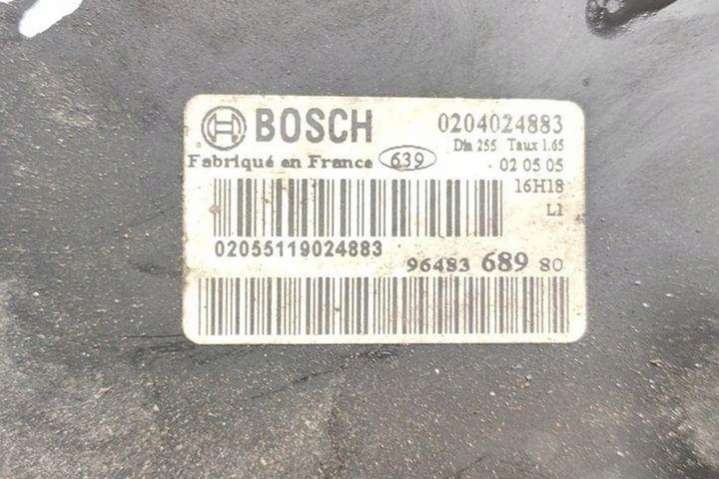 BOSCH 0204024883
Dia 255 Taux 1.65
Fabriqué en France 639 02 05 05
16H18
L1
02055119024883
96483 689 80